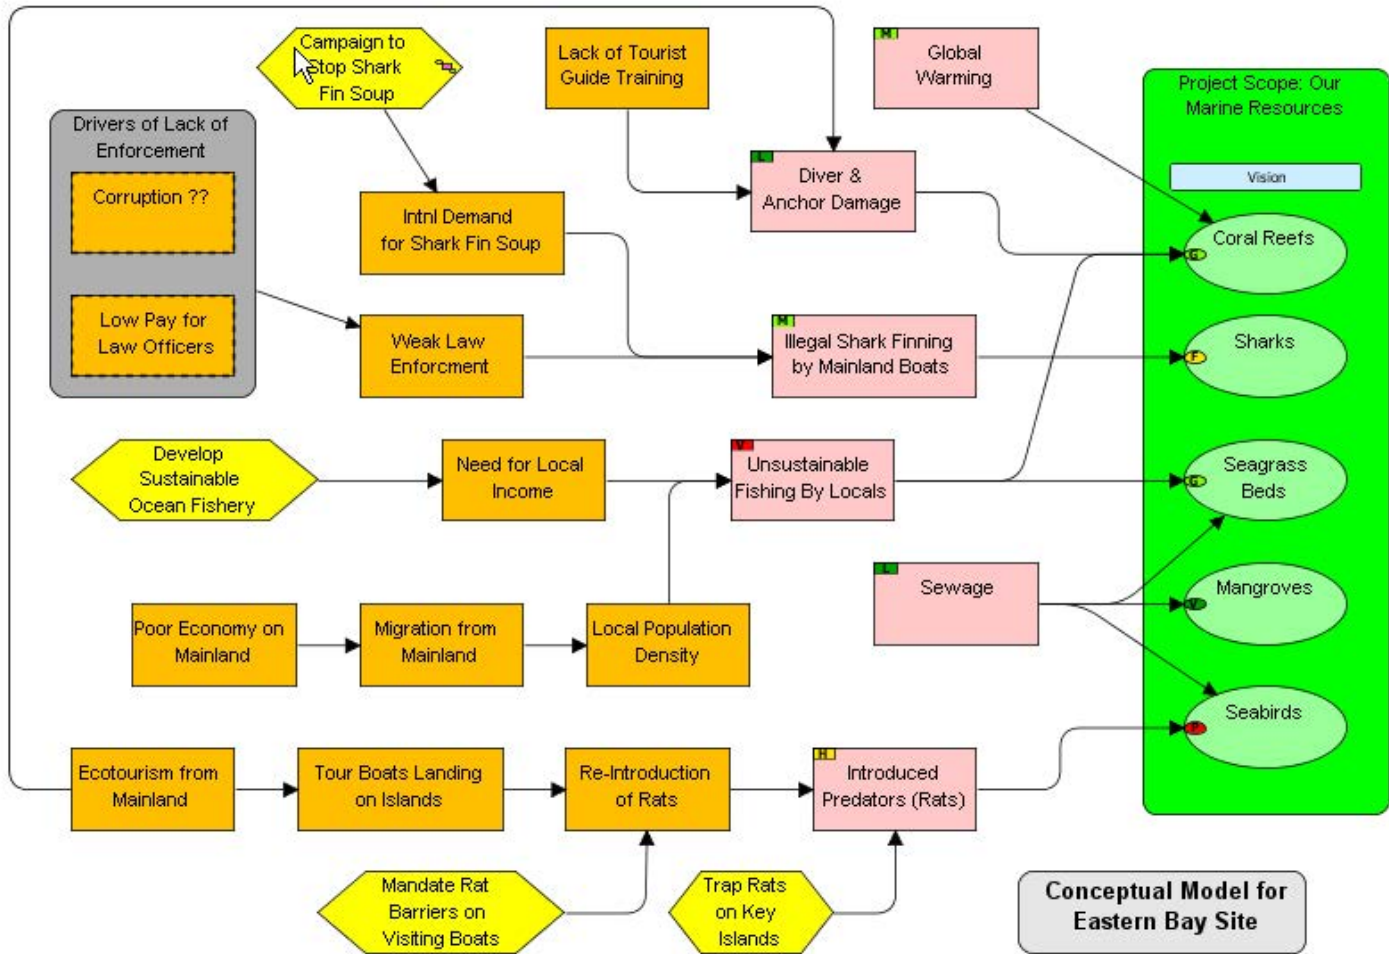 Campaign to
Stop Shark
Fin Soup
Lack of Tourist
Guide Training
M
Global
Warming
Project Scope: Our
Marine Resources
Vision
Drivers of Lack of
Enforcement
Corruption ??
Low Pay for
Law Officers
Intnl Demand
for Shark Fin Soup
L
Diver &
Anchor Damage
Coral Reefs
G
Weak Law
Enforcment
M
Illegal Shark Finning
by Mainland Boats
Sharks
F
Develop
Sustainable
Ocean Fishery
Need for Local
Income
V
Unsustainable
Fishing By Locals
Seagrass
Beds
G
L
Sewage
Mangroves
V
Poor Economy on
Mainland
Migration from
Mainland
Local Population
Density
Seabirds
P
Ecotourism from
Mainland
Tour Boats Landing
on Islands
Re-Introduction
of Rats
H
Introduced
Predators (Rats)
Mandate Rat
Barriers on
Visiting Boats
Trap Rats
on Key
Islands
Conceptual Model for
Eastern Bay Site